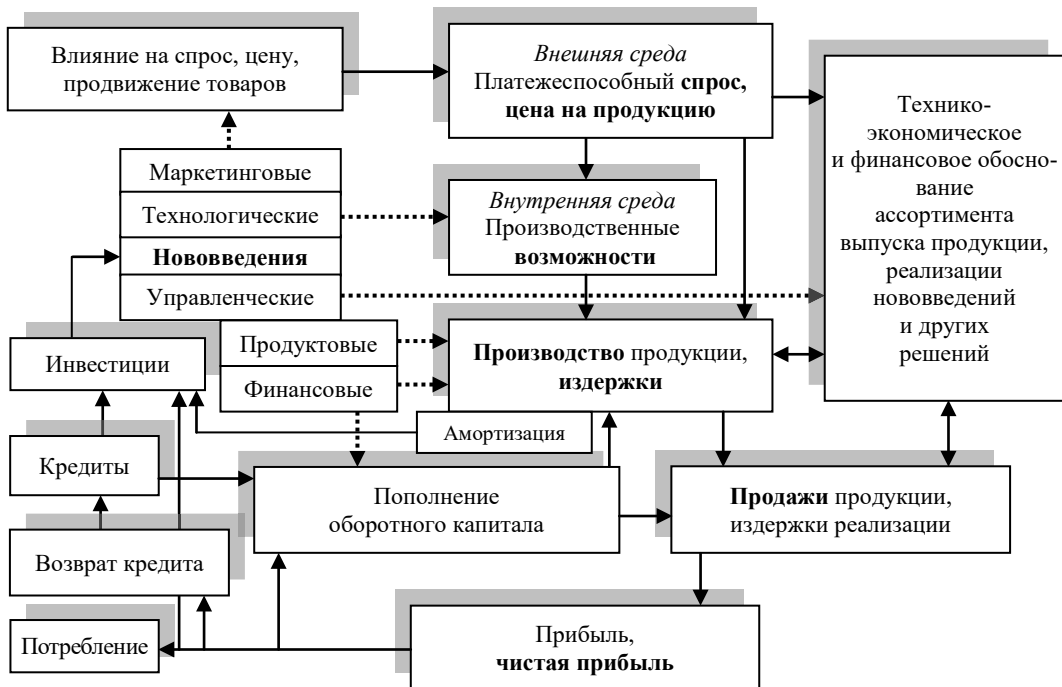 Влияние на спрос, цену,
продвижение товаров
Внешняя среда
Платежеспособный спрос,
цена на продукцию
Технико-
экономическое
и финансовое обосно-
вание
ассортимента
выпуска продукции,
реализации
нововведений
и других
решений
Маркетинговые
Технологические
Нововведения
Управленческие
Внутренняя среда
Производственные
возможности
Продуктовые
Финансовые
Производство продукции,
издержки
Инвестиции
Амортизация
Кредиты
Пополнение
оборотного капитала
Продажи продукции,
издержки реализации
Возврат кредита
Потребление
Прибыль,
чистая прибыль